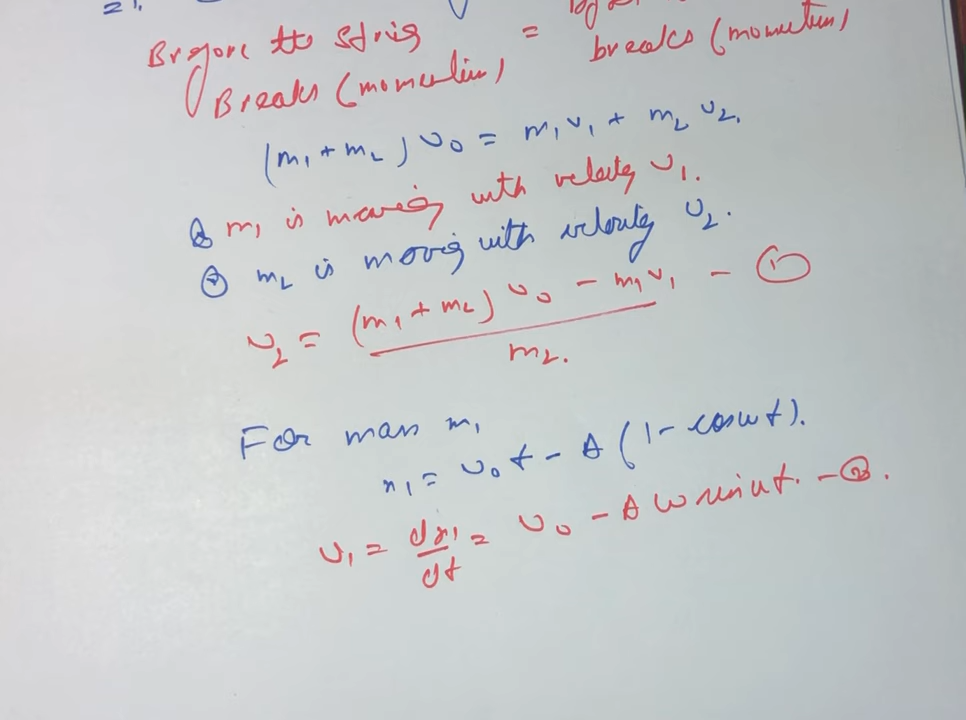 Before the string =
Breaks (momentum) breaks (momentum)
(m₁ + m₂) v₀ = m₁v₁ + m₂ v₂.
m₁ is moving with velocity v₁.
m₂ is moving with velocity v₂.
v₂ = (m₁ + m₂) v₀ - m₁v₁ / m₂. - ①
For mass m₁
x₁ = v₀t - A(1 - cosωt).
v₁ = dx₁/dt = v₀ - Aω sinωt. - ②.